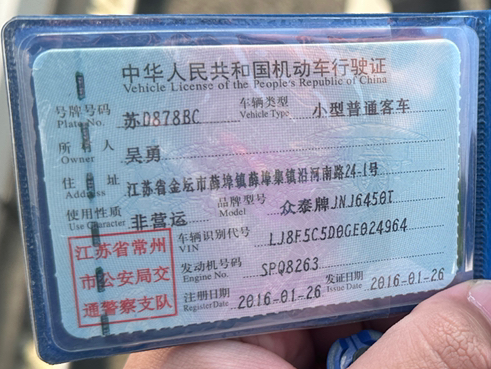 中华人民共和国机动车行驶证
Vehicle License of the People's Republic of China
号牌号码 苏D878BC 车辆类型 小型普通客车
Plate No. Vehicle Type
所有人 吴勇
Owner
住址 江苏省金坛市薛埠镇薛埠集镇沿河南路24-1号
Address
使用性质 非营运 品牌型号 众泰牌JNJ6450T
Use Character Model
江苏省常州
市公安局交
通警察支队
车辆识别代号 LJ8F5C5D0GE024964
VIN
发动机号码 SPQ8263
Engine No.
注册日期 2016-01-26 发证日期 2016-01-26
Register Date Issue Date